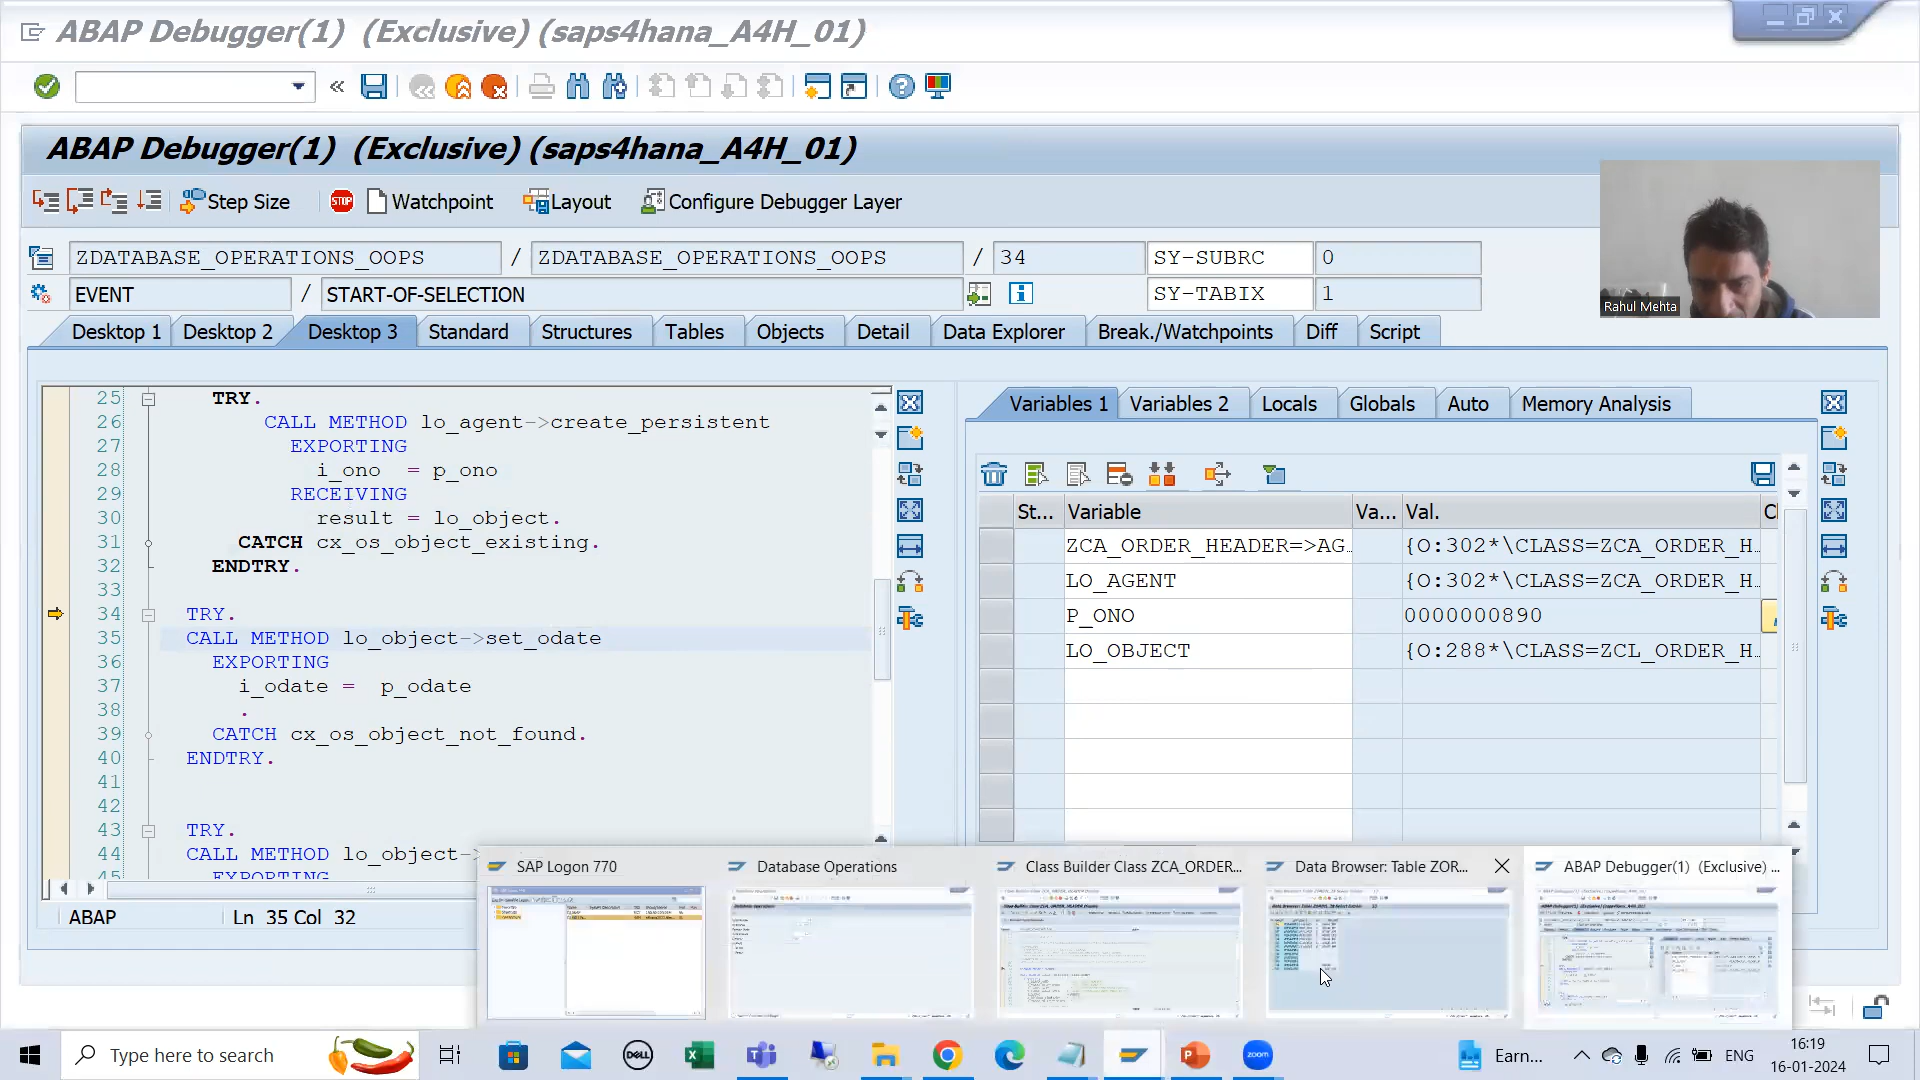 ABAP Debugger(1) (Exclusive) (saps4hana_A4H_01)
ABAP Debugger(1) (Exclusive) (saps4hana_A4H_01)
Step Size
STOP
Watchpoint
Layout
Configure Debugger Layer
ZDATABASE_OPERATIONS_OOPS / ZDATABASE_OPERATIONS_OOPS / 34 SY-SUBRC 0
EVENT / START-OF-SELECTION SY-TABIX 1
Rahul Mehta
Desktop 1 Desktop 2 Desktop 3 Standard Structures Tables Objects Detail Data Explorer Break./Watchpoints Diff Script
25 TRY.
26 CALL METHOD lo_agent->create_persistent
27 EXPORTING
28 i_ono = p_ono
29 RECEIVING
30 result = lo_object.
31 CATCH cx_os_object_existing.
32 ENDTRY.
33
34 TRY.
35 CALL METHOD lo_object->set_odate
36 EXPORTING
37 i_odate = p_odate
38 .
39 CATCH cx_os_object_not_found.
40 ENDTRY.
41
42
43 TRY.
44 CALL METHOD lo_object->
45 EXPORTING
ABAP Ln 35 Col 32
Variables 1 Variables 2 Locals Globals Auto Memory Analysis
St... Variable Va... Val.
ZCA_ORDER_HEADER=>AG... {O:302*\CLASS=ZCA_ORDER_H...
LO_AGENT {O:302*\CLASS=ZCA_ORDER_H...
P_ONO 0000000890
LO_OBJECT {O:288*\CLASS=ZCL_ORDER_H...
SAP Logon 770
Database Operations
Class Builder Class ZCA_ORDER...
Data Browser: Table ZOR...
ABAP Debugger(1) (Exclusive) ...
Type here to search
DELL
zoom
Earn...
ENG
16:19
16-01-2024